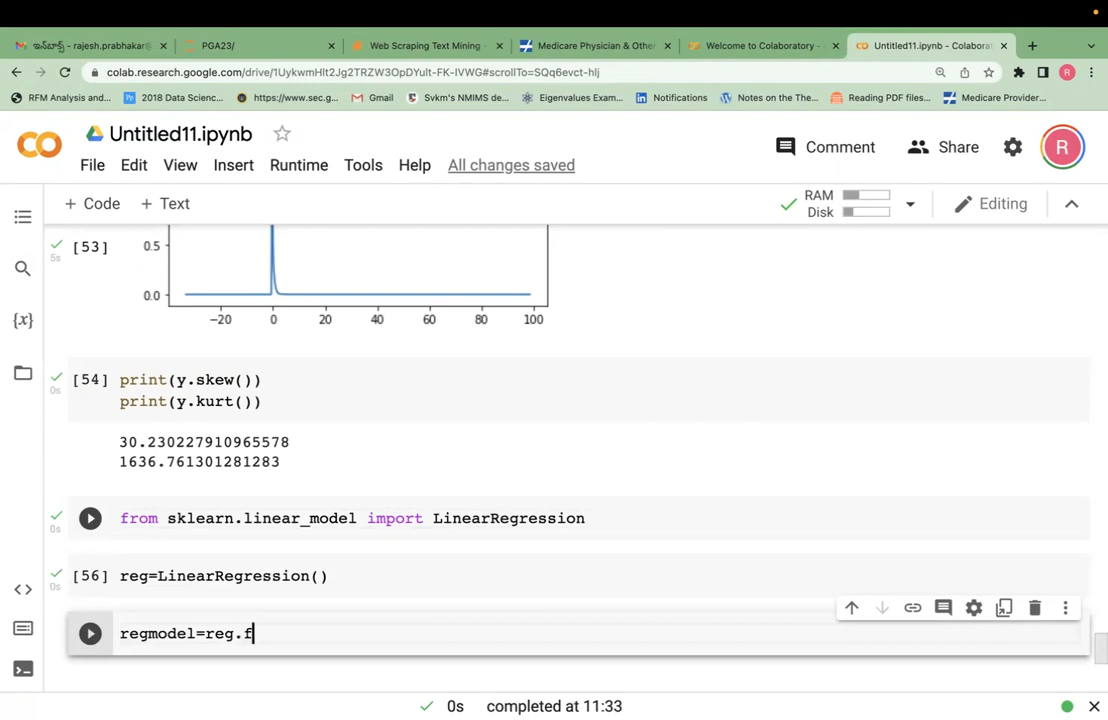 ఇన్‌బాక్స్ - rajesh.prabhakar@
PGA23/
Web Scraping Text Mining -
Medicare Physician & Other
Welcome to Colaboratory -
Untitled11.ipynb - Colaborat
colab.research.google.com/drive/1UykwmHlt2Jg2TRZW3OpDYult-FK-IVWG#scrollTo=SQq6evct-hlj
R
RFM Analysis and...
2018 Data Scienc...
https://www.sec.g...
Gmail
Svkm's NMIMS de...
Eigenvalues Exam...
Notifications
Notes on the The...
Reading PDF files...
Medicare Provider...
Untitled11.ipynb
Comment
Share
R
File Edit View Insert Runtime Tools Help All changes saved
+ Code + Text
RAM
Disk
Editing
[53]
5s
0.5
0.0
−20 0 20 40 60 80 100
{x}
[54] print(y.skew())
0s
print(y.kurt())
30.230227910965578
1636.761301281283
from sklearn.linear_model import LinearRegression
0s
[56] reg=LinearRegression()
0s
regmodel=reg.f
0s completed at 11:33